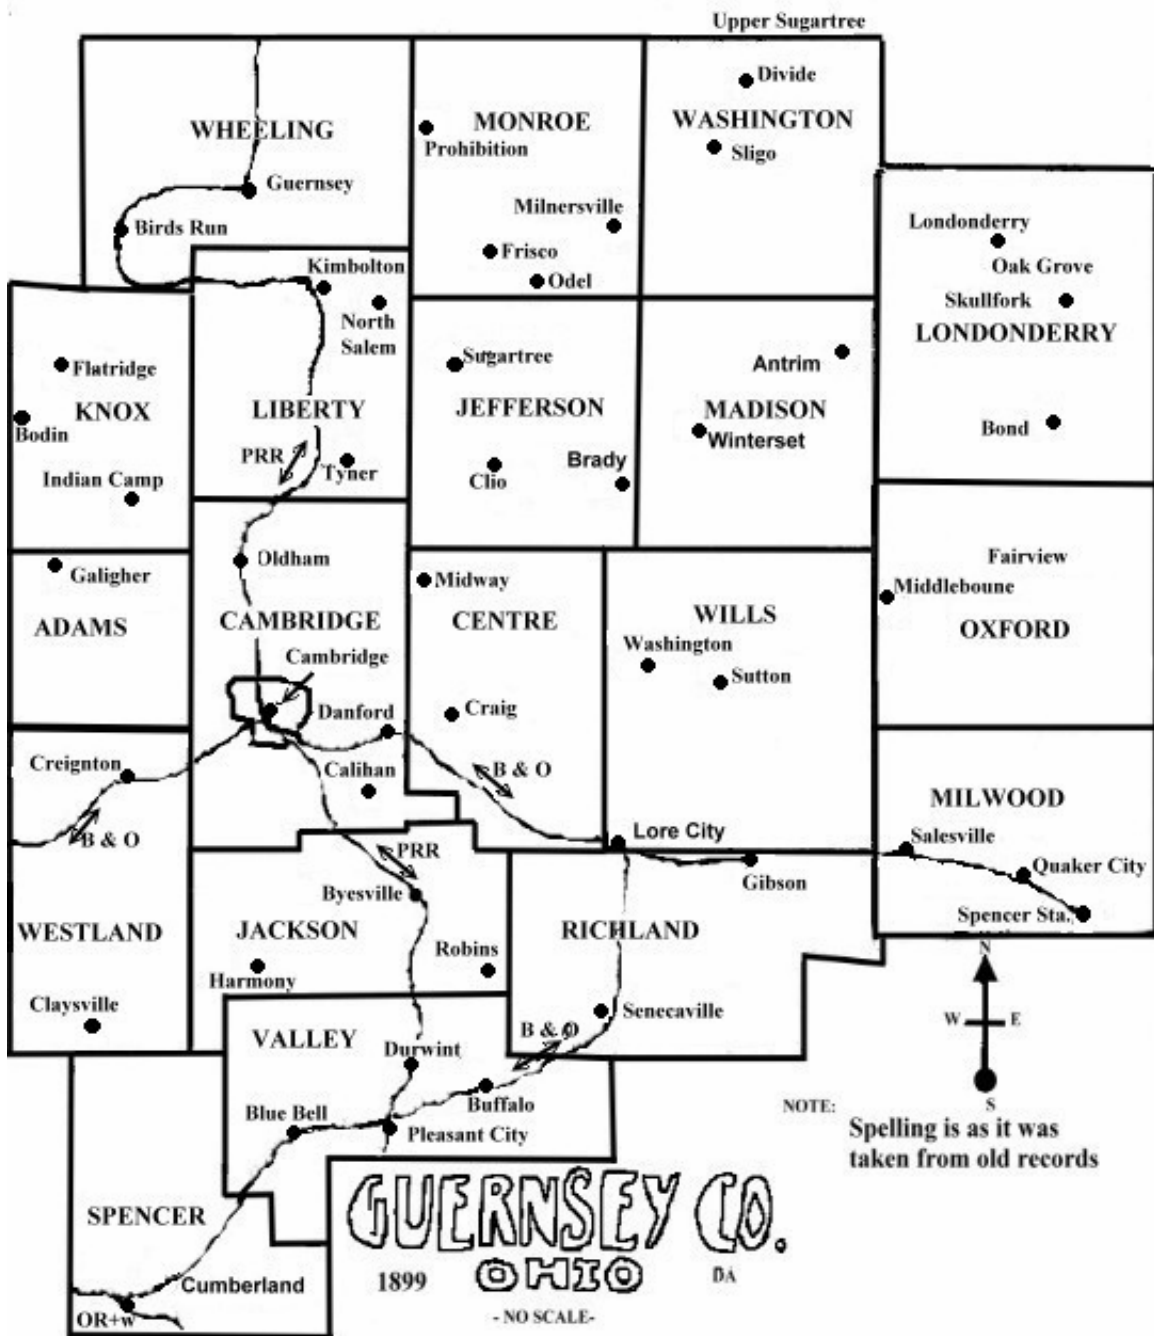 Upper Sugartree
Divide
WHEELING
MONROE
WASHINGTON
Prohibition
Sligo
Guernsey
Milnersville
Birds Run
Londonderry
Frisco
Oak Grove
Kimbolton
Odel
Skullfork
North
Salem
LONDONDERRY
Sugartree
Antrim
Flatridge
KNOX
LIBERTY
JEFFERSON
MADISON
Bodin
Winterset
Bond
PRR
Tyner
Brady
Indian Camp
Clio
Oldham
Fairview
Galigher
Midway
Middleboune
ADAMS
CAMBRIDGE
CENTRE
WILLS
OXFORD
Washington
Cambridge
Sutton
Danford
Craig
Creignton
B & O
Calihan
MILWOOD
B & O
Lore City
Salesville
PRR
Gibson
Quaker City
Byesville
Spencer Sta.
WESTLAND
JACKSON
RICHLAND
Robins
N
Harmony
Claysville
Senecaville
W E
VALLEY
B & O
Durwint
Buffalo
Blue Bell
S
Pleasant City
NOTE:
Spelling is as it was
taken from old records
SPENCER
GUERNSEY CO.
OHIO
1899
DA
Cumberland
OR+w
- NO SCALE-